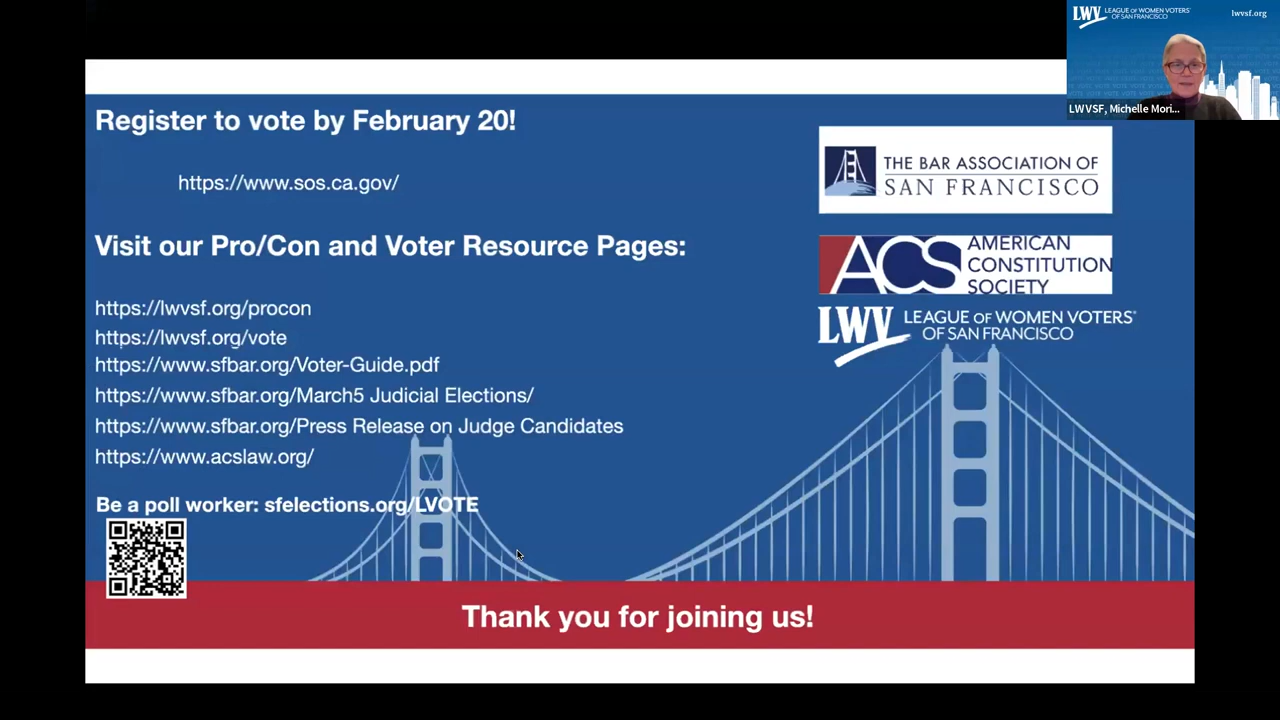 Register to vote by February 20!
https://www.sos.ca.gov/
Visit our Pro/Con and Voter Resource Pages:
https://lwvsf.org/procon
https://lwvsf.org/vote
https://www.sfbar.org/Voter-Guide.pdf
https://www.sfbar.org/March5 Judicial Elections/
https://www.sfbar.org/Press Release on Judge Candidates
https://www.acslaw.org/
Be a poll worker: sfelections.org/LVOTE
THE BAR ASSOCIATION OF
SAN FRANCISCO
ACS
AMERICAN
CONSTITUTION
SOCIETY
LWV
LEAGUE OF WOMEN VOTERS®
OF SAN FRANCISCO
Thank you for joining us!
LWV
LEAGUE OF WOMEN VOTERS®
OF SAN FRANCISCO
lwvsf.org
LWVSF, Michelle Mori...